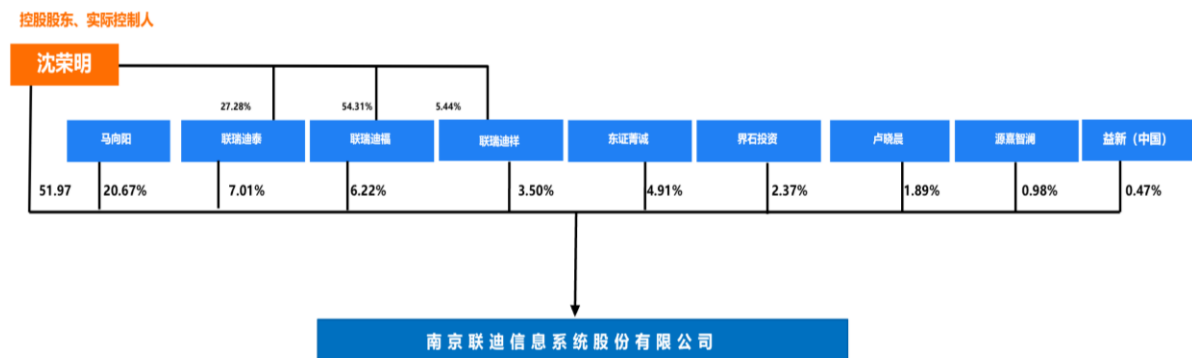 控股股东、实际控制人
沈荣明
27.28%
54.31%
5.44%
马向阳
联瑞迪泰
联瑞迪福
联瑞迪祥
东证菁诚
界石投资
卢晓晨
源嘉智澜
益新（中国）
51.97
20.67%
7.01%
6.22%
3.50%
4.91%
2.37%
1.89%
0.98%
0.47%
南京联迪信息系统股份有限公司